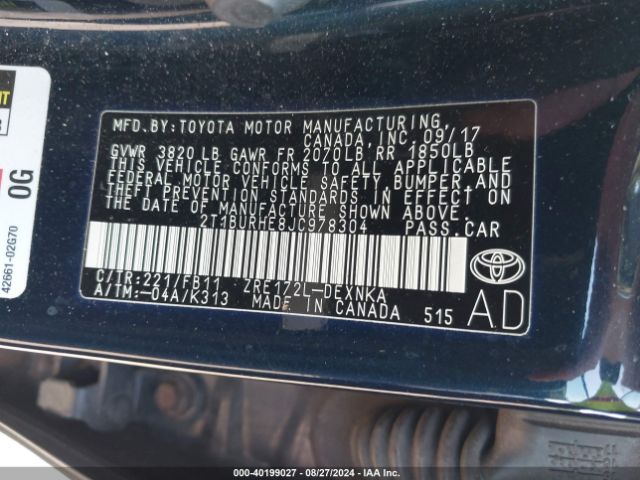 MFD.BY:TOYOTA MOTOR MANUFACTURING
CANADA, INC. 09/17
GVWR 3820LB GAWR FR 2070LB RR 1850LB
THIS VEHICLE CONFORMS TO ALL APPLICABLE
FEDERAL MOTOR VEHICLE SAFETY, BUMPER, AND
THEFT PREVENTION STANDARDS IN EFFECT ON
THE DATE OF MANUFACTURE SHOWN ABOVE.
2T1BURHE8JC978304 PASS.CAR
C/TR:221/FB11 ZRE172L-DEXNKA
A/TM:-04A/K313 MADE IN CANADA 515
AD
0G
42661-02G70
000-40199027 - 08/27/2024 - IAA Inc.